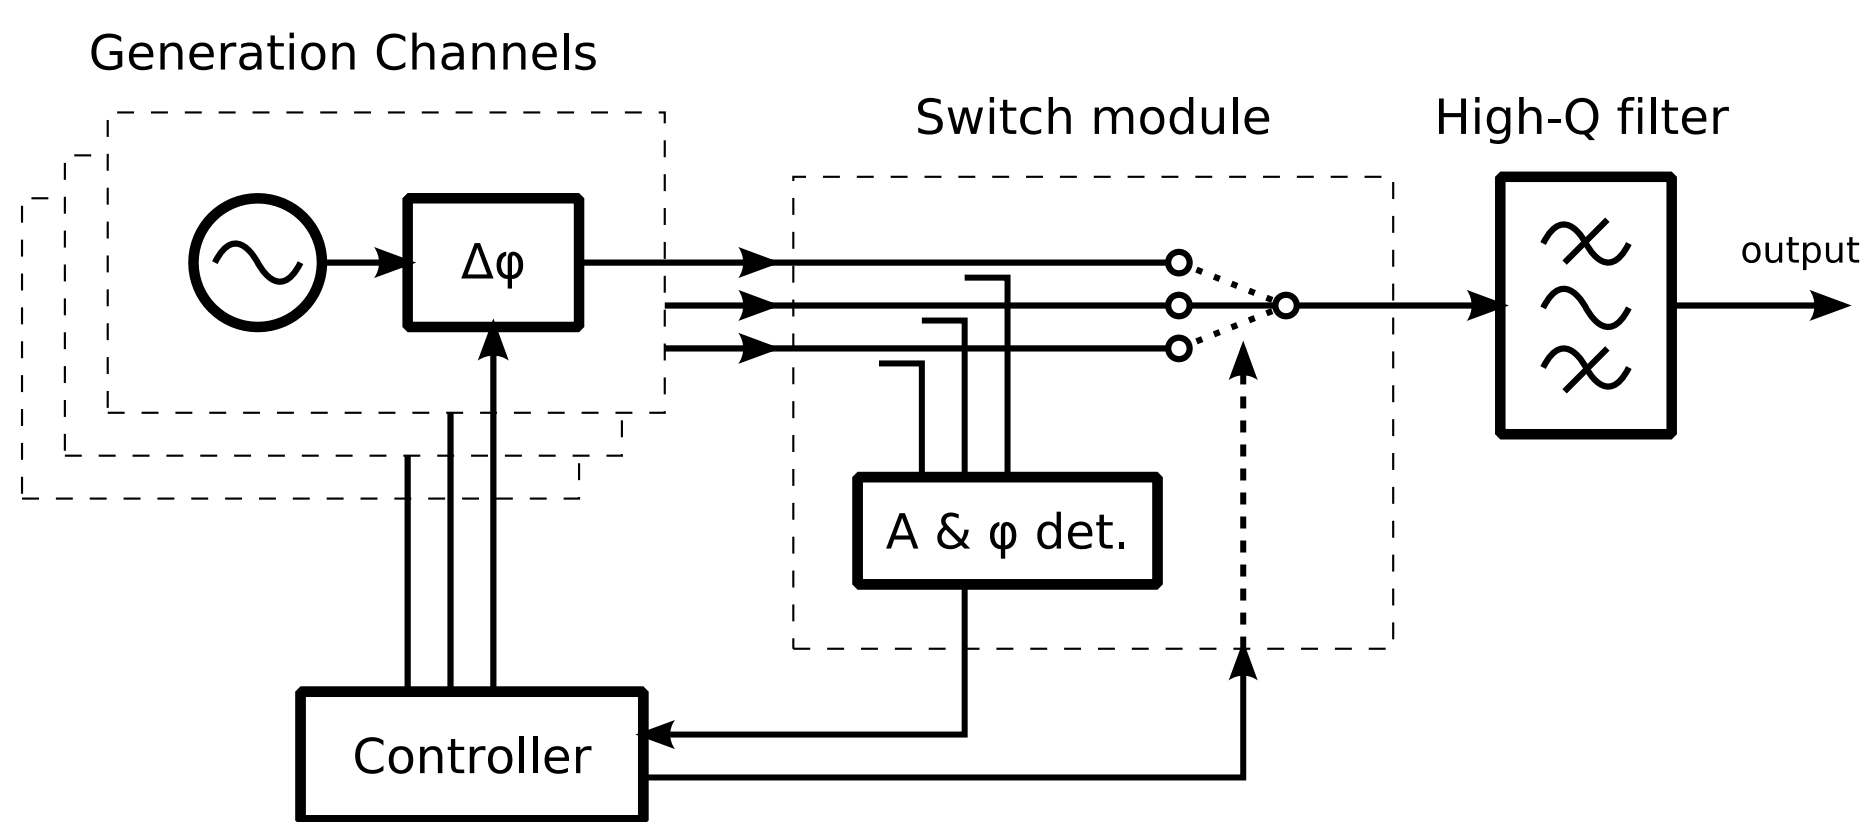 Generation Channels
Switch module
High-Q filter
Δφ
output
A & φ det.
Controller